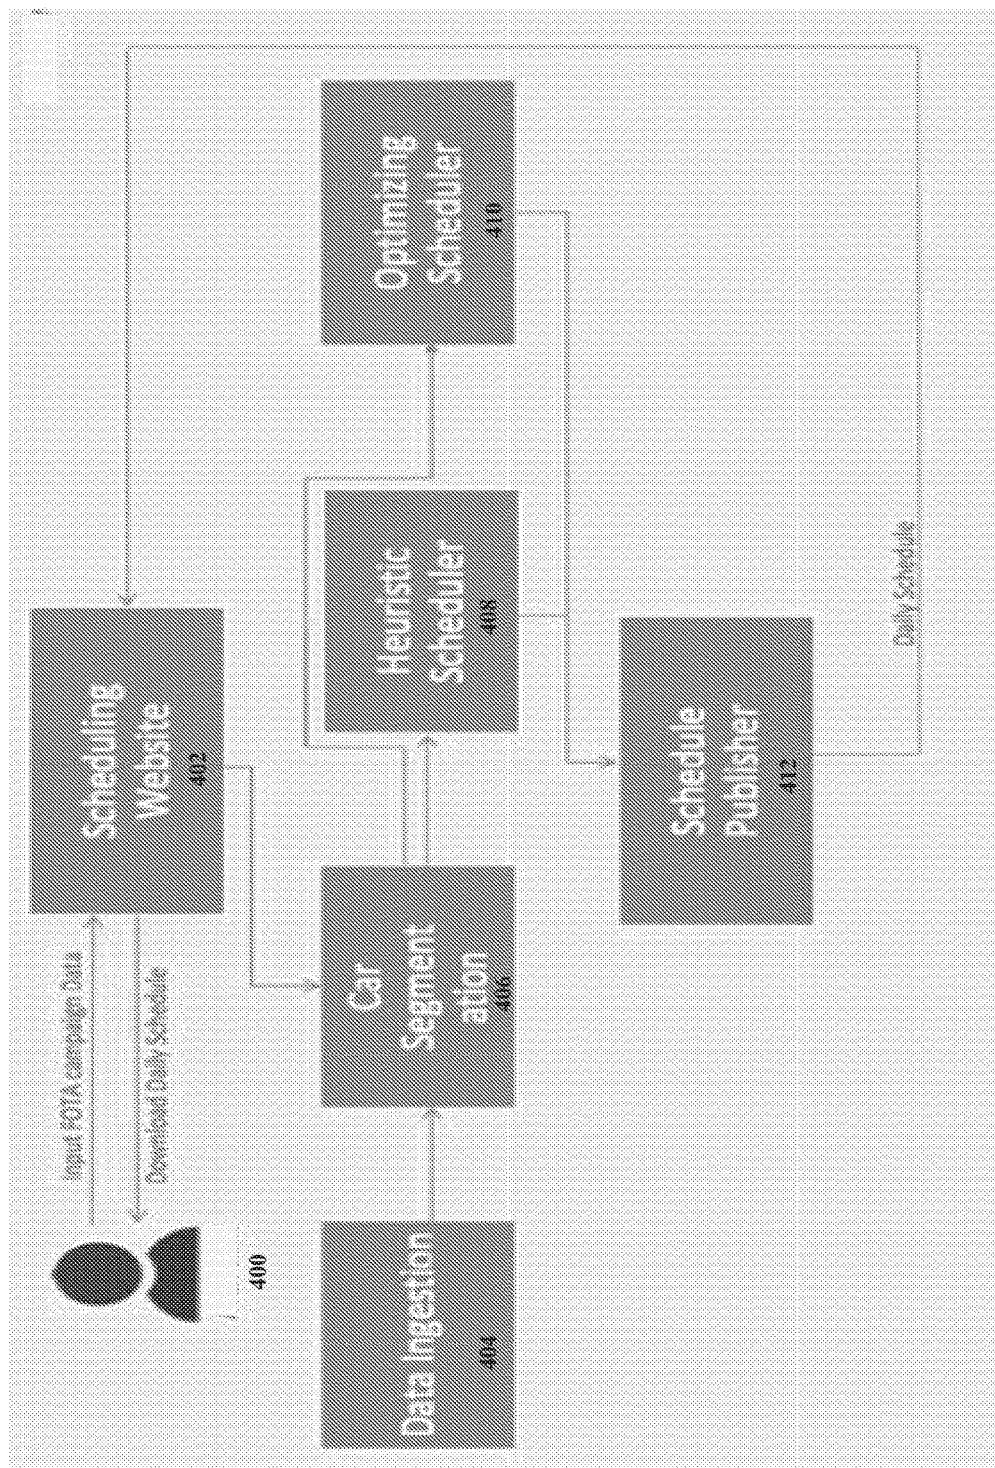 Input FOTA campaign Data
Download Daily Schedule
400
Scheduling
Website
402
Data Ingestion
404
Car
Segment
ation
406
Heuristic
Scheduler
408
Optimizing
Scheduler
410
Schedule
Publisher
412
Daily Schedule